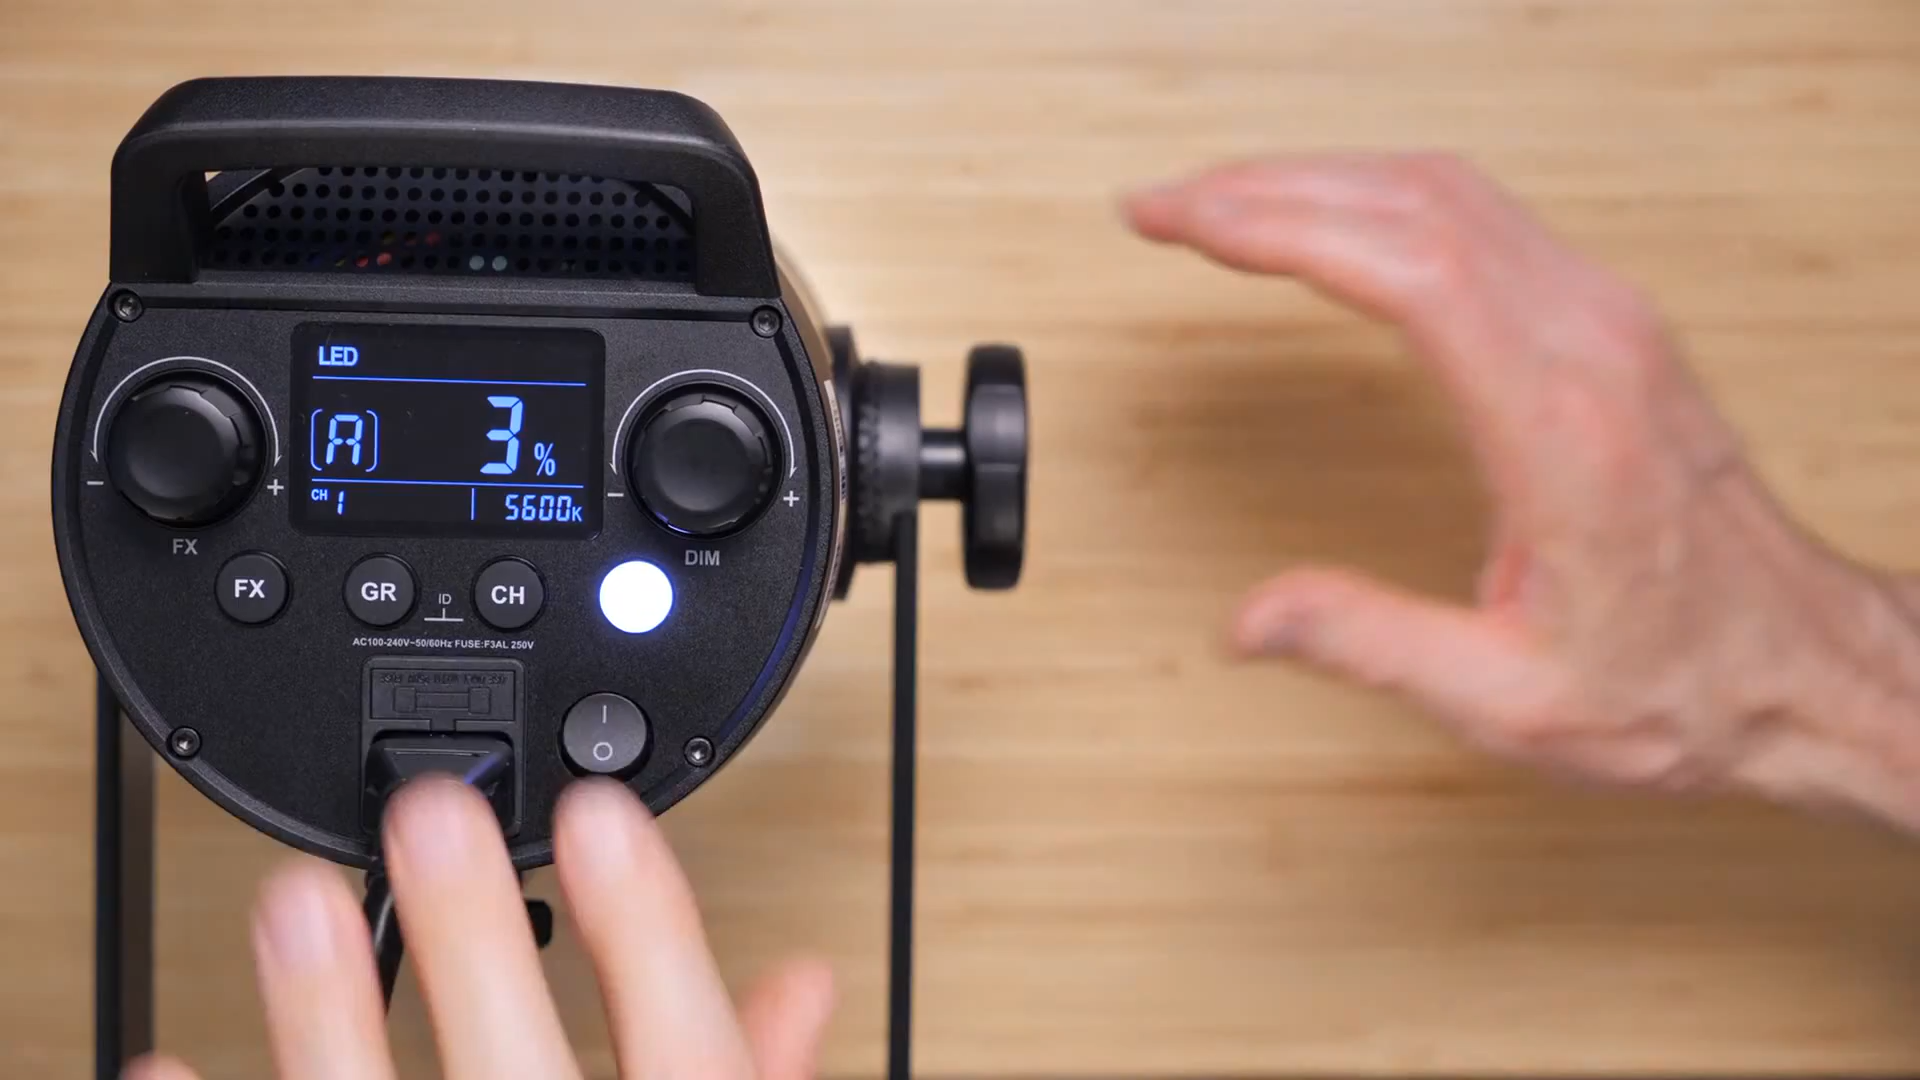 LED
[A] 3 %
CH 1 | 5600K
- + - +
FX DIM
FX GR ID CH
AC100-240V~50/60Hz FUSE:F3AL 250V
I
O